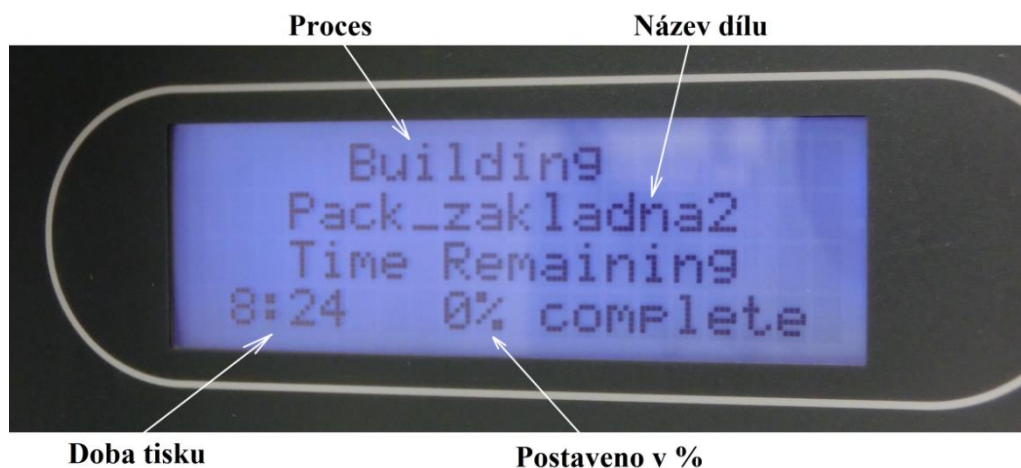 Proces
Název dílu
Building
Pack_zakladna2
Time Remaining
8:24 0% complete
Doba tisku
Postaveno v %